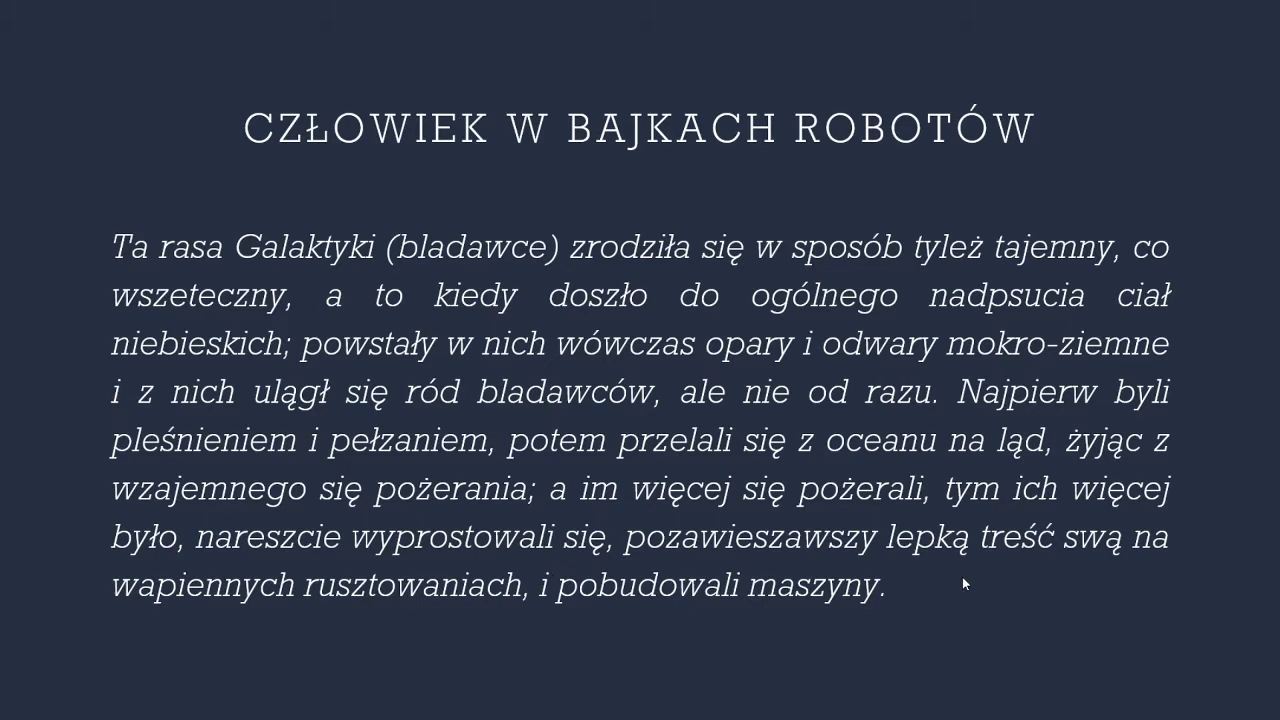 CZŁOWIEK W BAJKACH ROBOTÓW
Ta rasa Galaktyki (bladawce) zrodziła się w sposób tyleż tajemny, co
wszeteczny, a to kiedy doszło do ogólnego nadpsucia ciał
niebieskich; powstały w nich wówczas opary i odwary mokro-ziemne
i z nich ulągł się ród bladawców, ale nie od razu. Najpierw byli
pleśnieniem i pełzaniem, potem przelali się z oceanu na ląd, żyjąc z
wzajemnego się pożerania; a im więcej się pożerali, tym ich więcej
było, nareszcie wyprostowali się, pozawieszawszy lepką treść swą na
wapiennych rusztowaniach, i pobudowali maszyny.